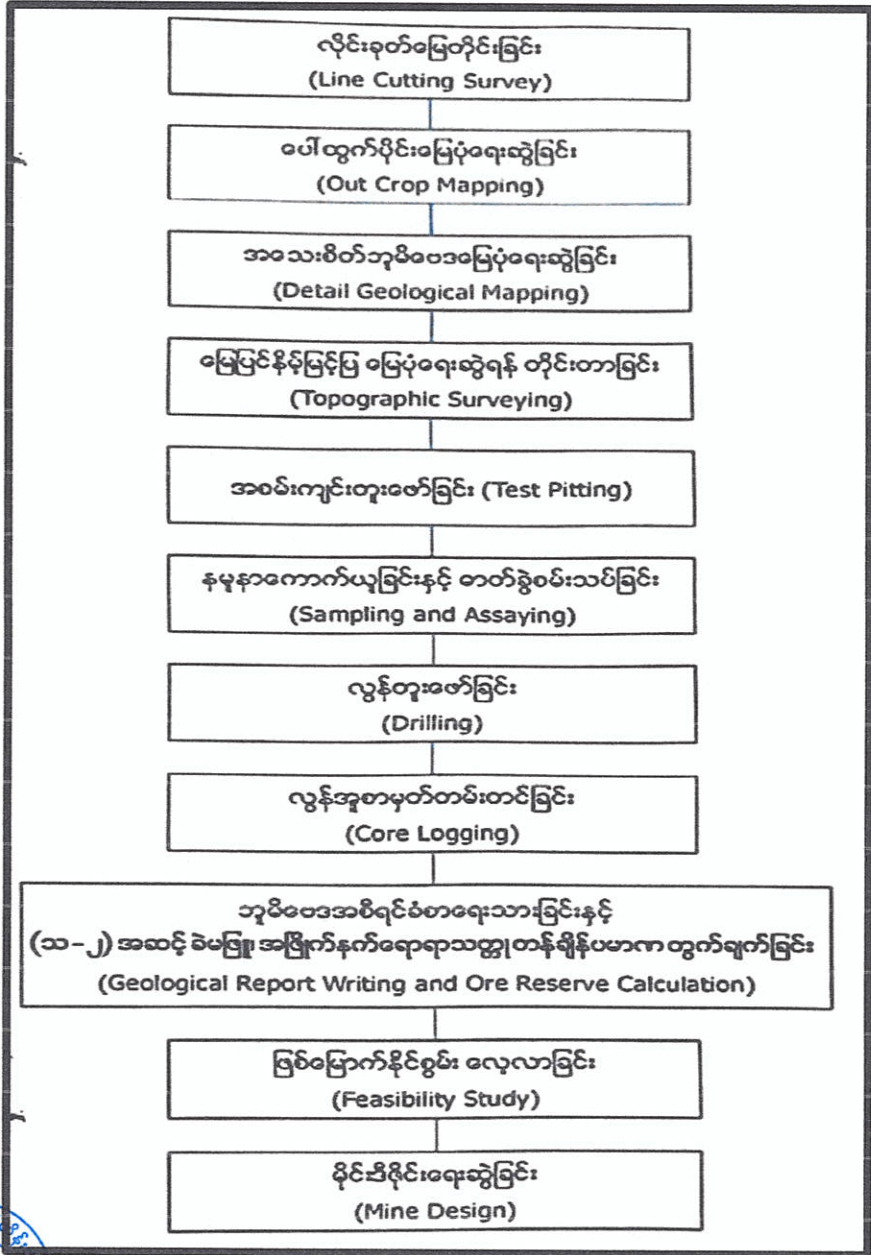 လိုင်းခုတ်မြေတိုင်းခြင်း
(Line Cutting Survey)
ပေါ်ထွက်ပိုင်းမြေပုံရေးဆွဲခြင်း
(Out Crop Mapping)
အသေးစိတ်ဘူမိဗေဒမြေပုံရေးဆွဲခြင်း
(Detail Geological Mapping)
မြေပြင်နိမ့်မြင့်ပြ မြေပုံရေးဆွဲရန် တိုင်းတာခြင်း
(Topographic Surveying)
အစမ်းကျင်းတူးဖော်ခြင်း (Test Pitting)
နမူနာကောက်ယူခြင်းနှင့် ဓာတ်ခွဲစမ်းသပ်ခြင်း
(Sampling and Assaying)
လွန်တူးဖော်ခြင်း
(Drilling)
လွန်အူစာမှတ်တမ်းတင်ခြင်း
(Core Logging)
ဘူမိဗေဒအစီရင်ခံစာရေးသားခြင်းနှင့်
(သ-၂) အဆင့် ခဲမဖြူ၊ အဖြိုက်နက်ရောရာသတ္တုတန်ချိန်ပမာဏ တွက်ချက်ခြင်း
(Geological Report Writing and Ore Reserve Calculation)
ဖြစ်မြောက်နိုင်စွမ်း လေ့လာခြင်း
(Feasibility Study)
မိုင်းဒီဇိုင်းရေးဆွဲခြင်း
(Mine Design)